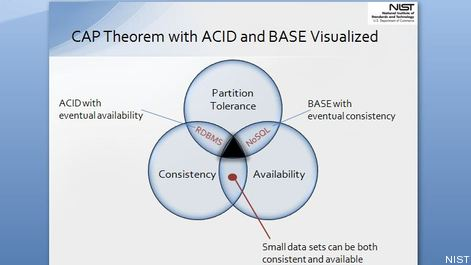 NIST
National Institute of
Standards and Technology
U.S. Department of Commerce
CAP Theorem with ACID and BASE Visualized
Partition
Tolerance
ACID with
eventual availability
BASE with
eventual consistency
RDBMS
NoSQL
Consistency
Availability
Small data sets can be both
consistent and available
NIST